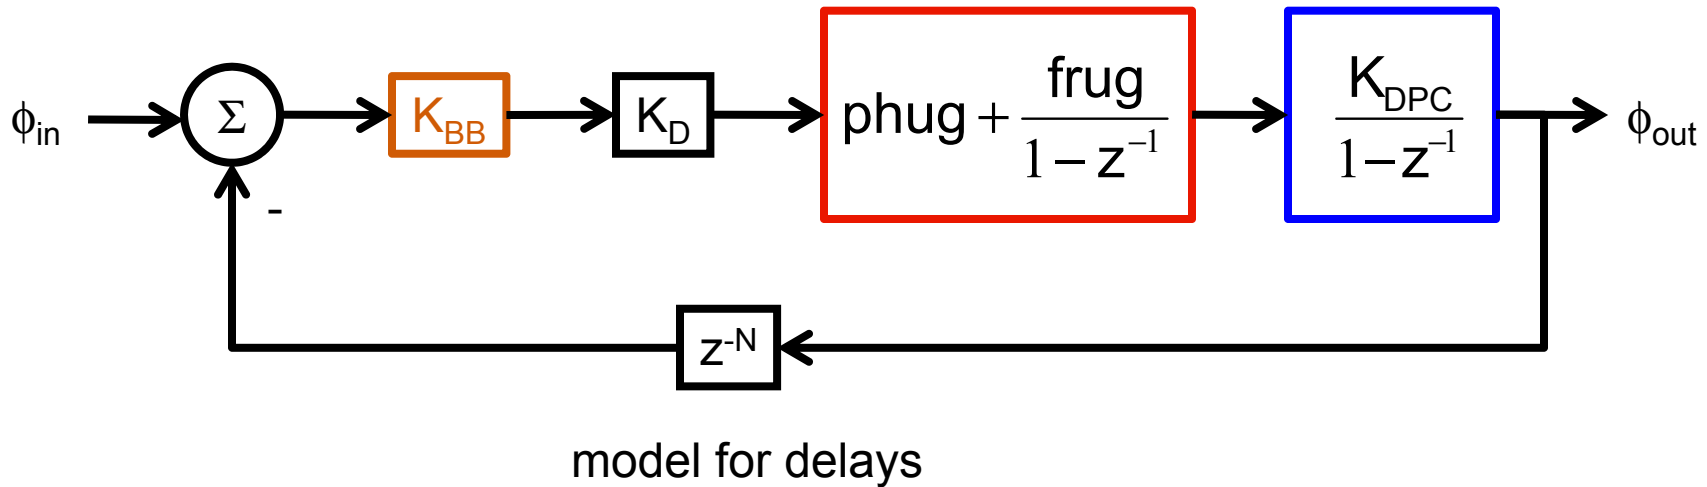 ϕin
Σ
-
KBB
KD
phug + frug / 1 − z⁻¹
KDPC / 1 − z⁻¹
ϕout
z⁻ᴺ
model for delays